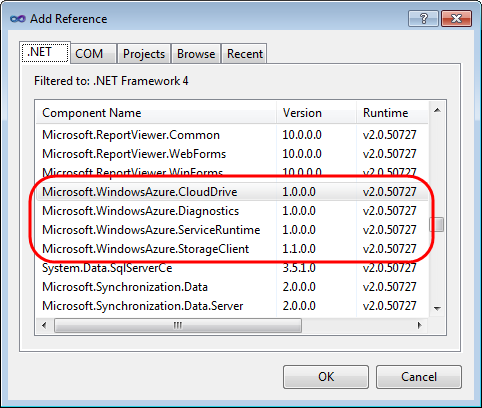 Add Reference
.NET COM Projects Browse Recent
Filtered to: .NET Framework 4
Component Name Version Runtime
Microsoft.ReportViewer.Common 10.0.0.0 v2.0.50727
Microsoft.ReportViewer.WebForms 10.0.0.0 v2.0.50727
Microsoft.ReportViewer.WinForms 10.0.0.0 v2.0.50727
Microsoft.WindowsAzure.CloudDrive 1.0.0.0 v2.0.50727
Microsoft.WindowsAzure.Diagnostics 1.0.0.0 v2.0.50727
Microsoft.WindowsAzure.ServiceRuntime 1.0.0.0 v2.0.50727
Microsoft.WindowsAzure.StorageClient 1.1.0.0 v2.0.50727
System.Data.SqlServerCe 3.5.1.0 v2.0.50727
Microsoft.Synchronization.Data 2.0.0.0 v2.0.50727
Microsoft.Synchronization.Data.Server 2.0.0.0 v2.0.50727
OK Cancel